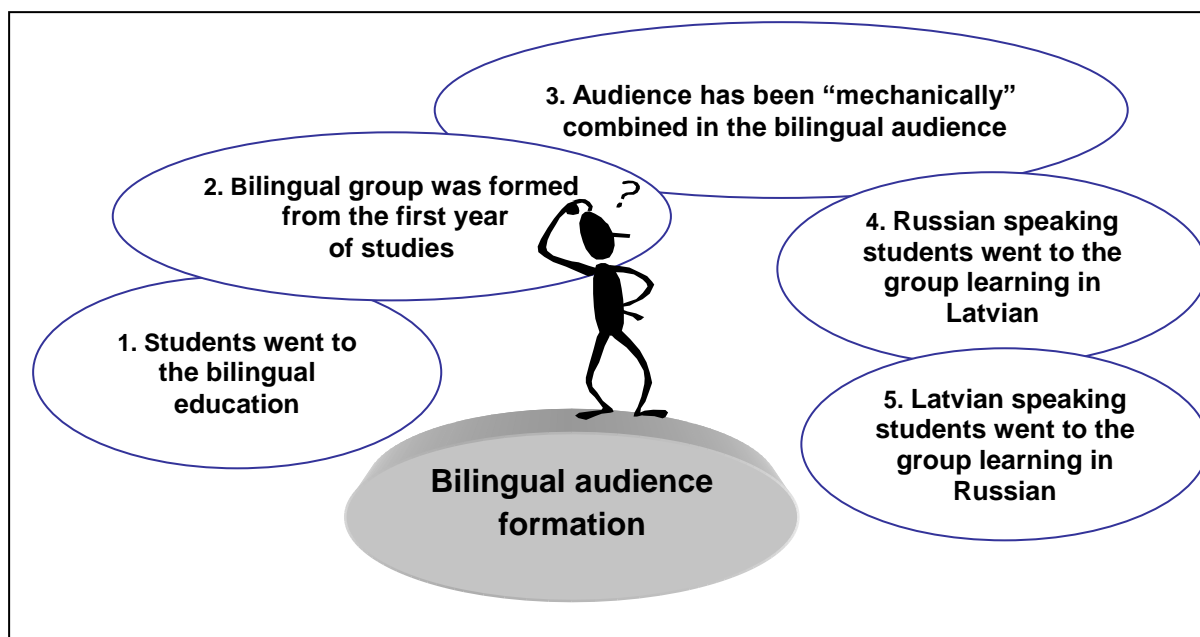 1. Students went to
the bilingual
education
2. Bilingual group was formed
from the first year
of studies
3. Audience has been “mechanically”
combined in the bilingual audience
4. Russian speaking
students went to the
group learning in
Latvian
5. Latvian speaking
students went to the
group learning in
Russian
?
Bilingual audience
formation